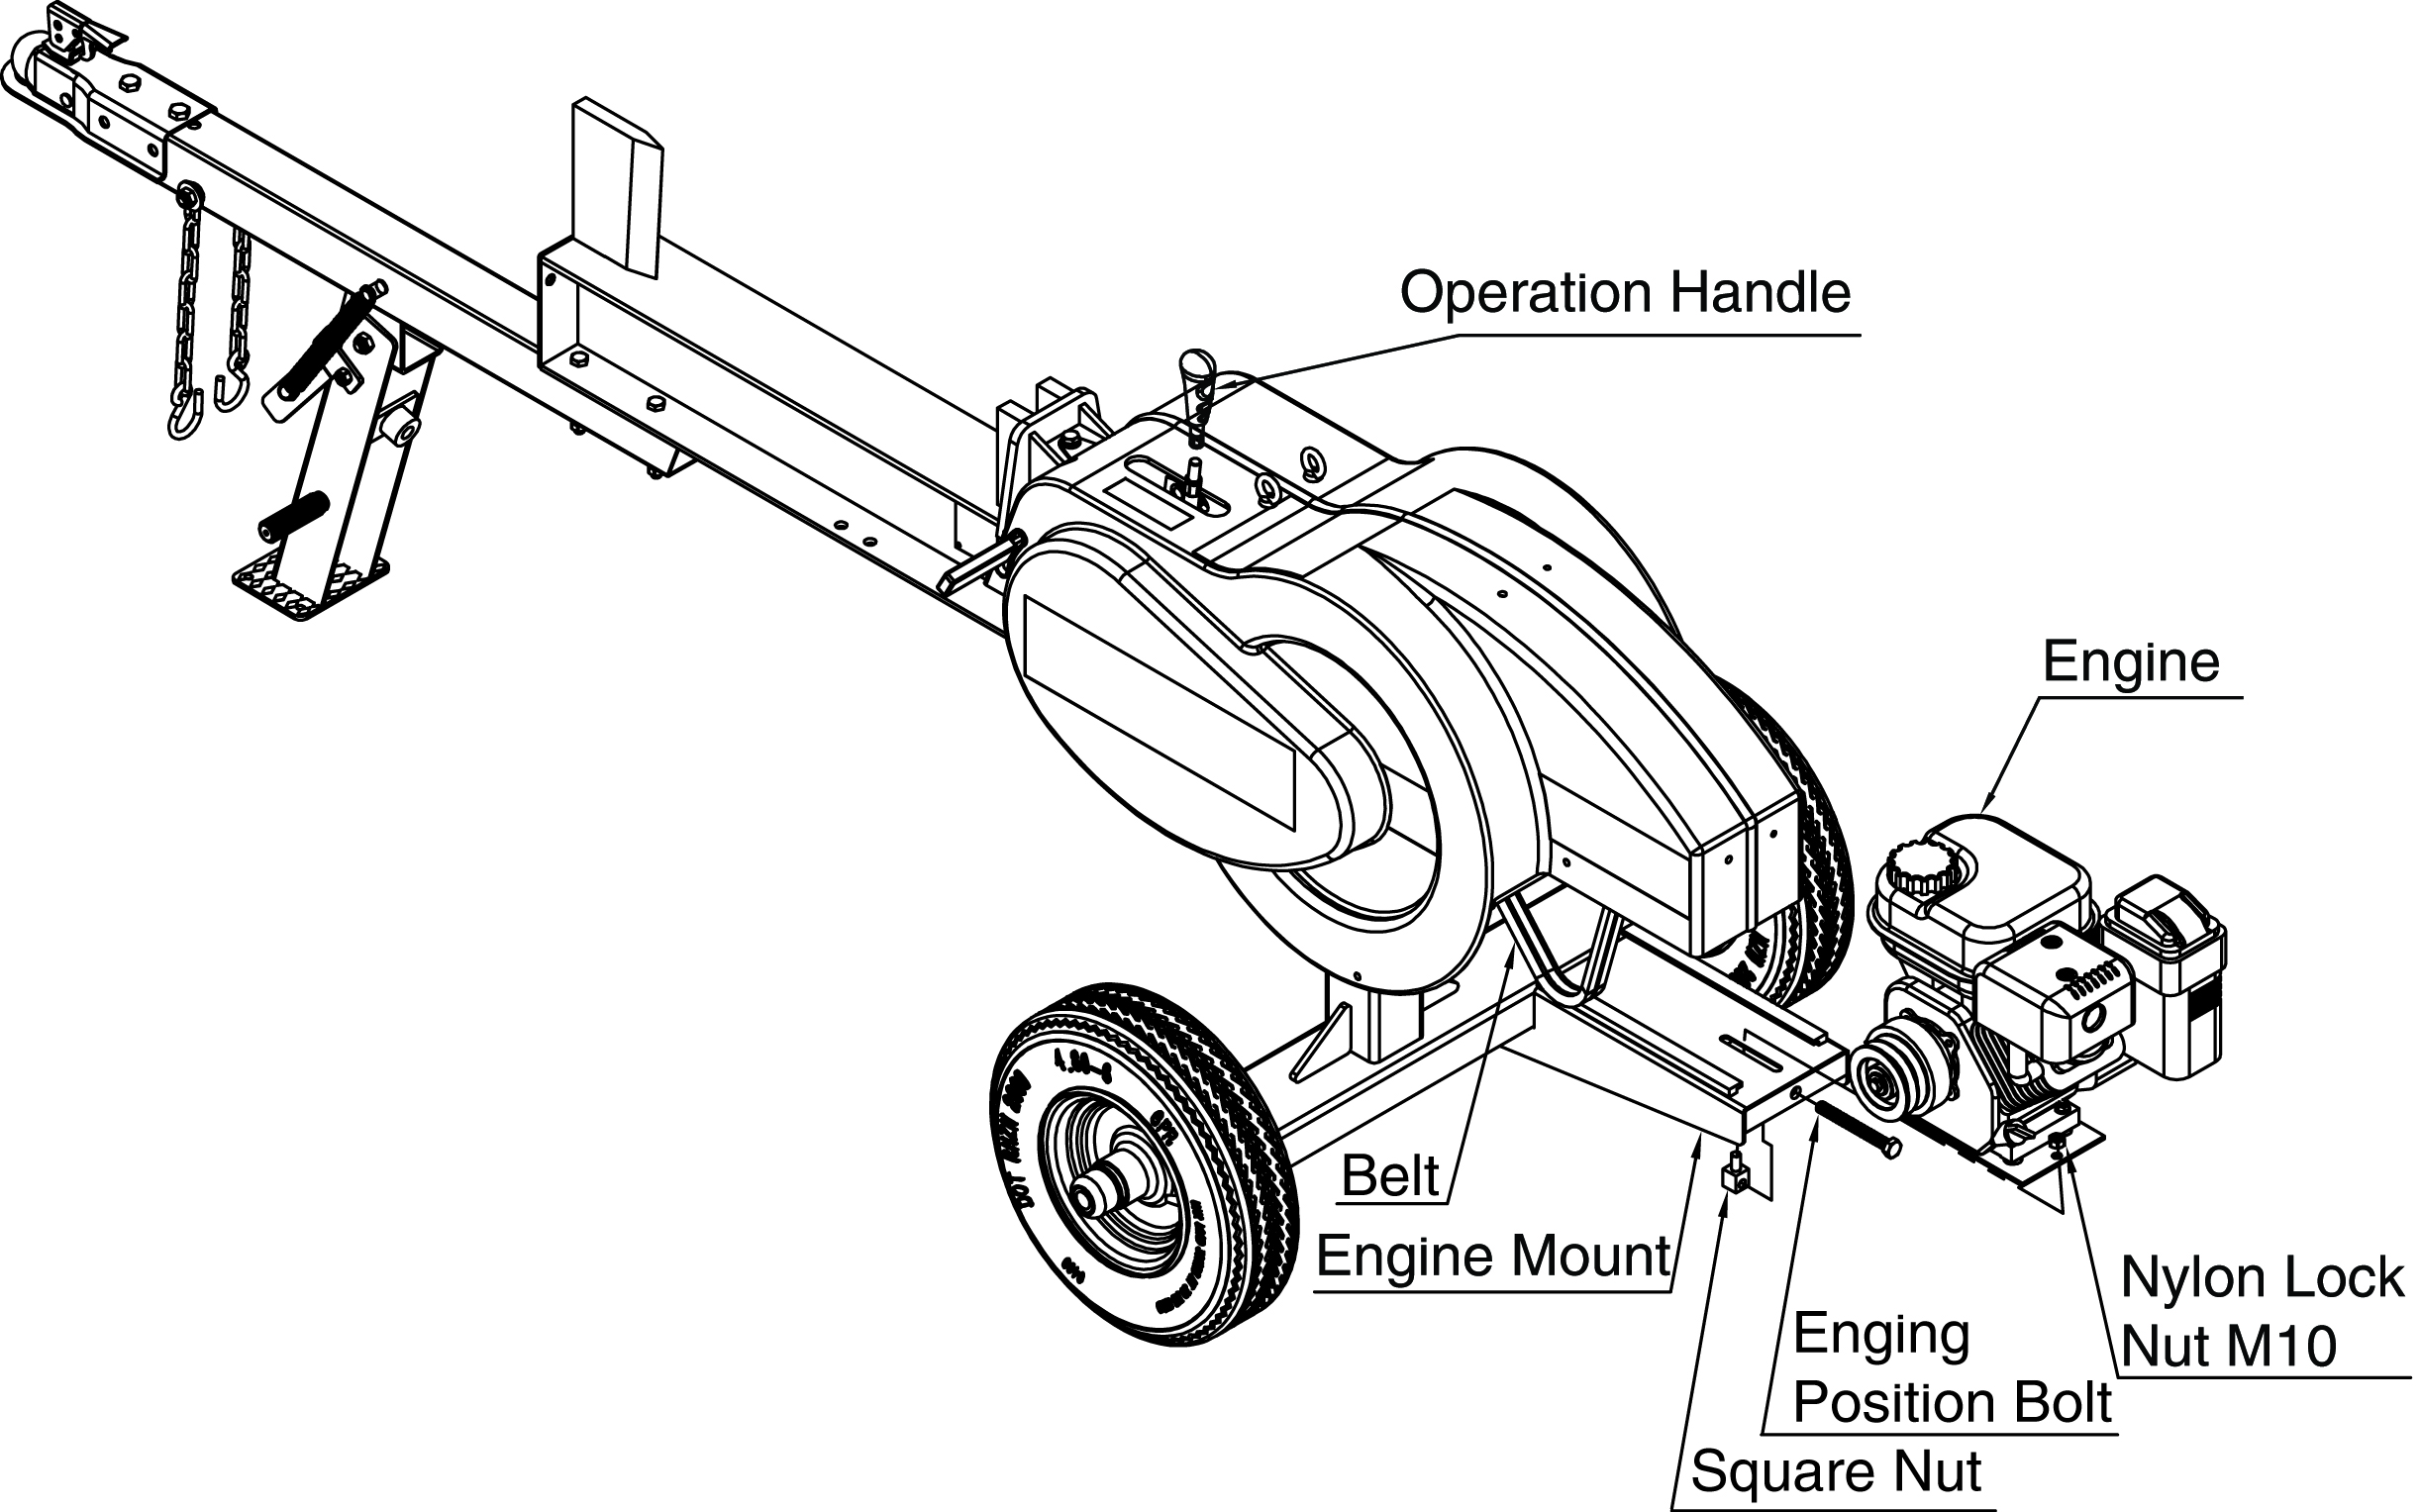 Operation Handle
Engine
Belt
Engine Mount
Nylon Lock
Nut M10
Enging
Position Bolt
Square Nut